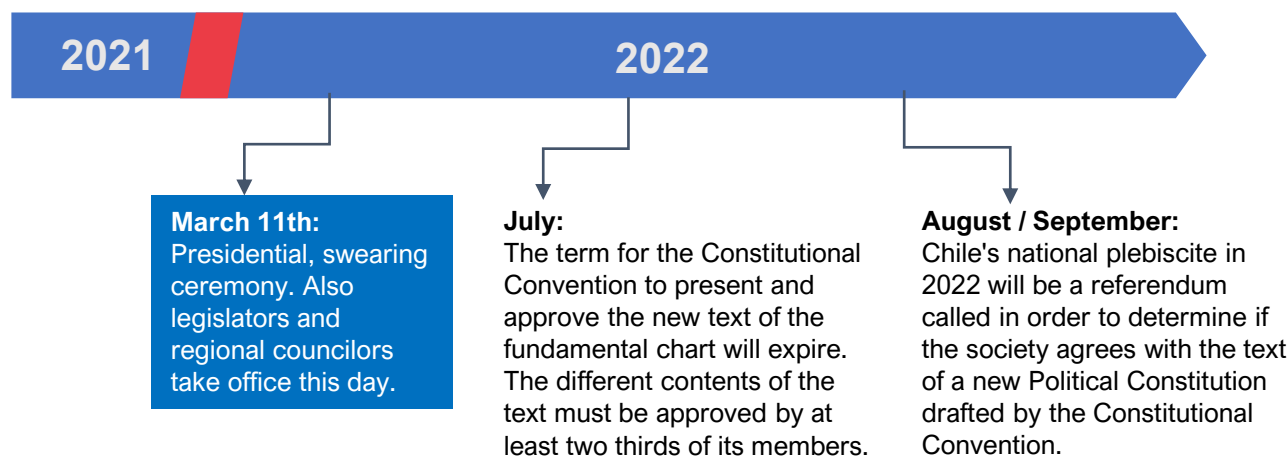 2021
2022
March 11th:
Presidential, swearing
ceremony. Also
legislators and
regional councilors
take office this day.
July:
The term for the Constitutional
Convention to present and
approve the new text of the
fundamental chart will expire.
The different contents of the
text must be approved by at
least two thirds of its members.
August / September:
Chile's national plebiscite in
2022 will be a referendum
called in order to determine if
the society agrees with the text
of a new Political Constitution
drafted by the Constitutional
Convention.